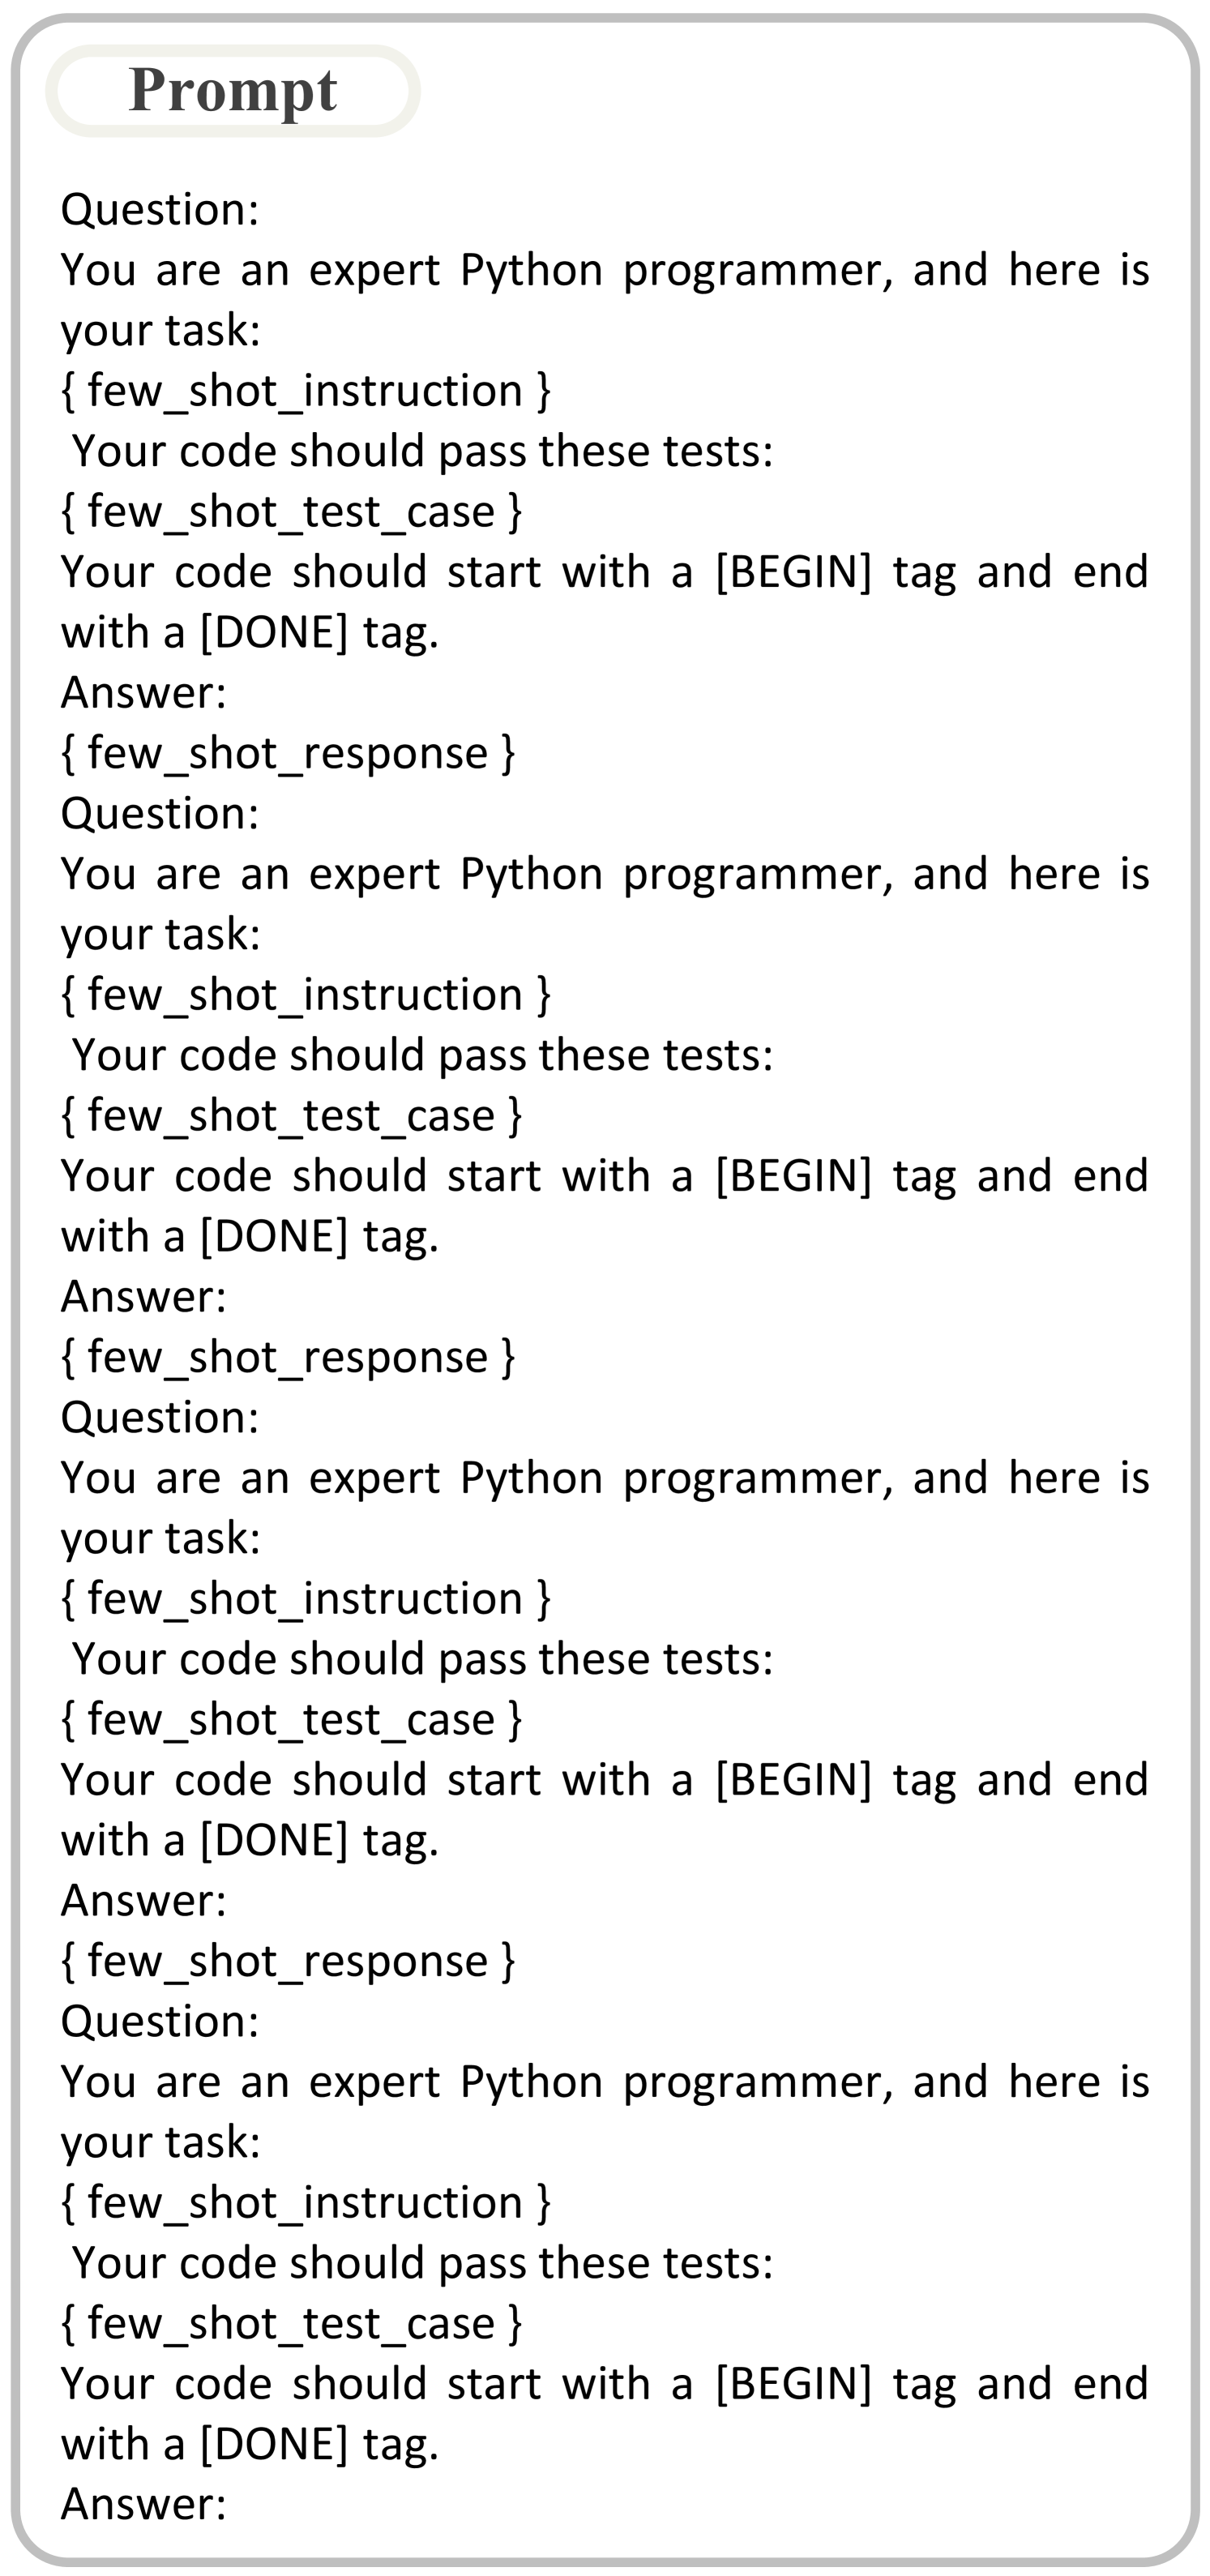 Prompt
Question:
You are an expert Python programmer, and here is
your task:
{ few_shot_instruction }
Your code should pass these tests:
{ few_shot_test_case }
Your code should start with a [BEGIN] tag and end
with a [DONE] tag.
Answer:
{ few_shot_response }
Question:
You are an expert Python programmer, and here is
your task:
{ few_shot_instruction }
Your code should pass these tests:
{ few_shot_test_case }
Your code should start with a [BEGIN] tag and end
with a [DONE] tag.
Answer:
{ few_shot_response }
Question:
You are an expert Python programmer, and here is
your task:
{ few_shot_instruction }
Your code should pass these tests:
{ few_shot_test_case }
Your code should start with a [BEGIN] tag and end
with a [DONE] tag.
Answer:
{ few_shot_response }
Question:
You are an expert Python programmer, and here is
your task:
{ few_shot_instruction }
Your code should pass these tests:
{ few_shot_test_case }
Your code should start with a [BEGIN] tag and end
with a [DONE] tag.
Answer: